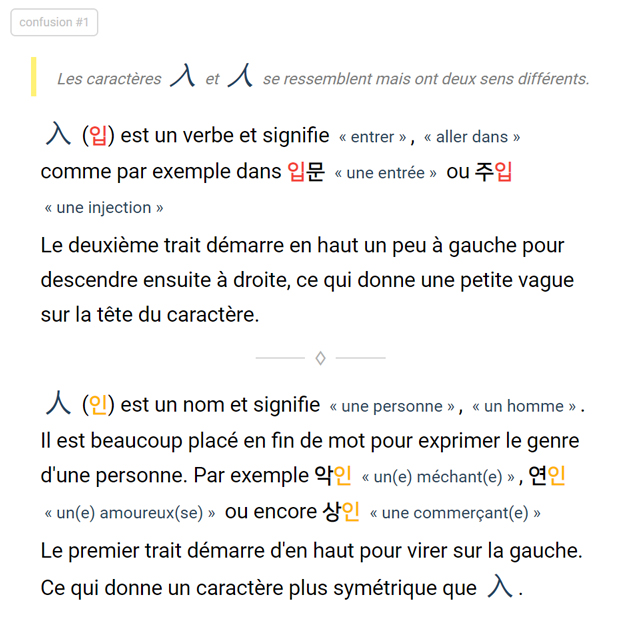 confusion #1
Les caractères 入 et 人 se ressemblent mais ont deux sens différents.
入 (입) est un verbe et signifie « entrer » , « aller dans »
comme par exemple dans 입문 « une entrée » ou 주입
« une injection »
Le deuxième trait démarre en haut un peu à gauche pour
descendre ensuite à droite, ce qui donne une petite vague
sur la tête du caractère.
人 (인) est un nom et signifie « une personne » , « un homme » .
Il est beaucoup placé en fin de mot pour exprimer le genre
d'une personne. Par exemple 악인 « un(e) méchant(e) » , 연인
« un(e) amoureux(se) » ou encore 상인 « une commerçant(e) »
Le premier trait démarre d'en haut pour virer sur la gauche.
Ce qui donne un caractère plus symétrique que 入 .